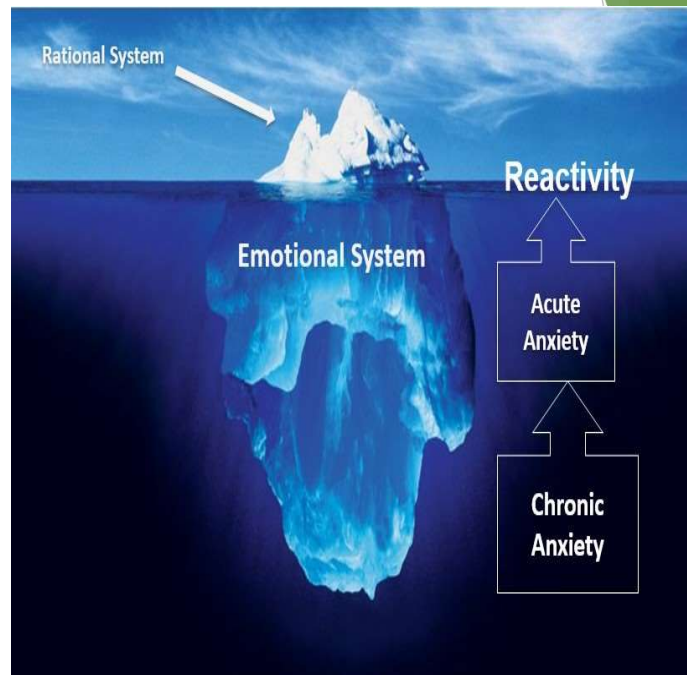 Rational System
Reactivity
Emotional System
Acute
Anxiety
Chronic
Anxiety